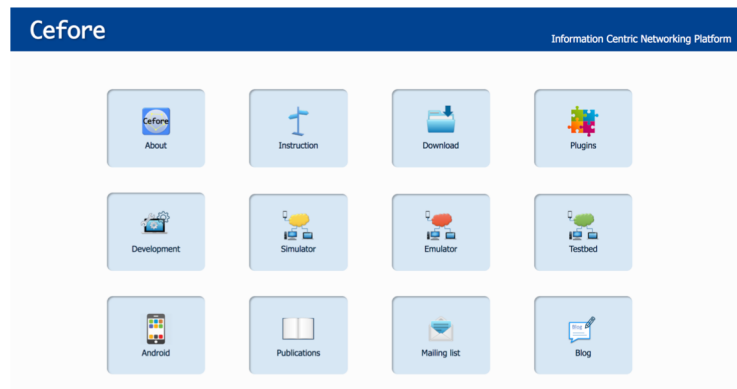 Cefore
Information Centric Networking Platform
Cefore
About
Instruction
Download
Plugins
Development
Simulator
Emulator
Testbed
Android
Publications
Mailing list
Blog
Blog